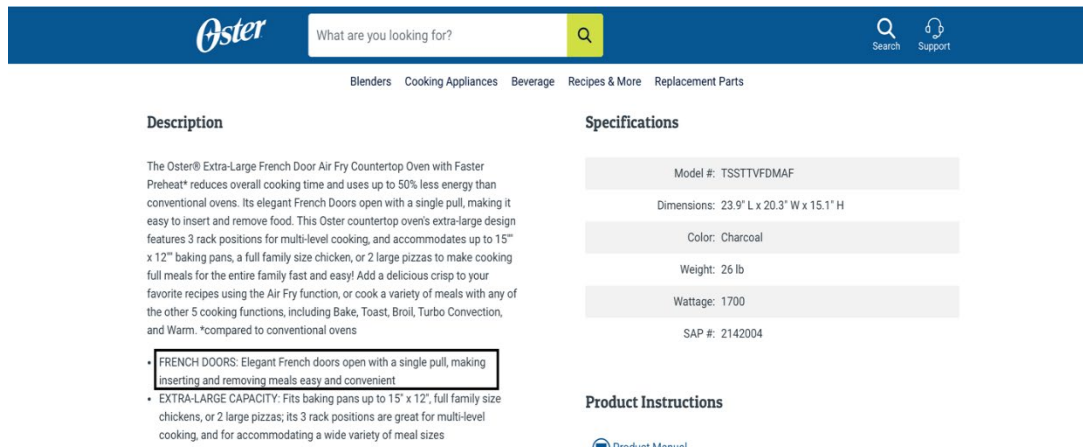 Oster
What are you looking for?
Search Support
Blenders Cooking Appliances Beverage Recipes & More Replacement Parts
Description
The Oster® Extra-Large French Door Air Fry Countertop Oven with Faster
Preheat* reduces overall cooking time and uses up to 50% less energy than
conventional ovens. Its elegant French Doors open with a single pull, making it
easy to insert and remove food. This Oster countertop oven's extra-large design
features 3 rack positions for multi-level cooking, and accommodates up to 15""
x 12"" baking pans, a full family size chicken, or 2 large pizzas to make cooking
full meals for the entire family fast and easy! Add a delicious crisp to your
favorite recipes using the Air Fry function, or cook a variety of meals with any of
the other 5 cooking functions, including Bake, Toast, Broil, Turbo Convection,
and Warm. *compared to conventional ovens
• FRENCH DOORS: Elegant French doors open with a single pull, making
inserting and removing meals easy and convenient
• EXTRA-LARGE CAPACITY: Fits baking pans up to 15" x 12", full family size
chickens, or 2 large pizzas; its 3 rack positions are great for multi-level
cooking, and for accommodating a wide variety of meal sizes
Specifications
Model #: TSSTTVFDMAF
Dimensions: 23.9" L x 20.3" W x 15.1" H
Color: Charcoal
Weight: 26 lb
Wattage: 1700
SAP #: 2142004
Product Instructions
Product Manual